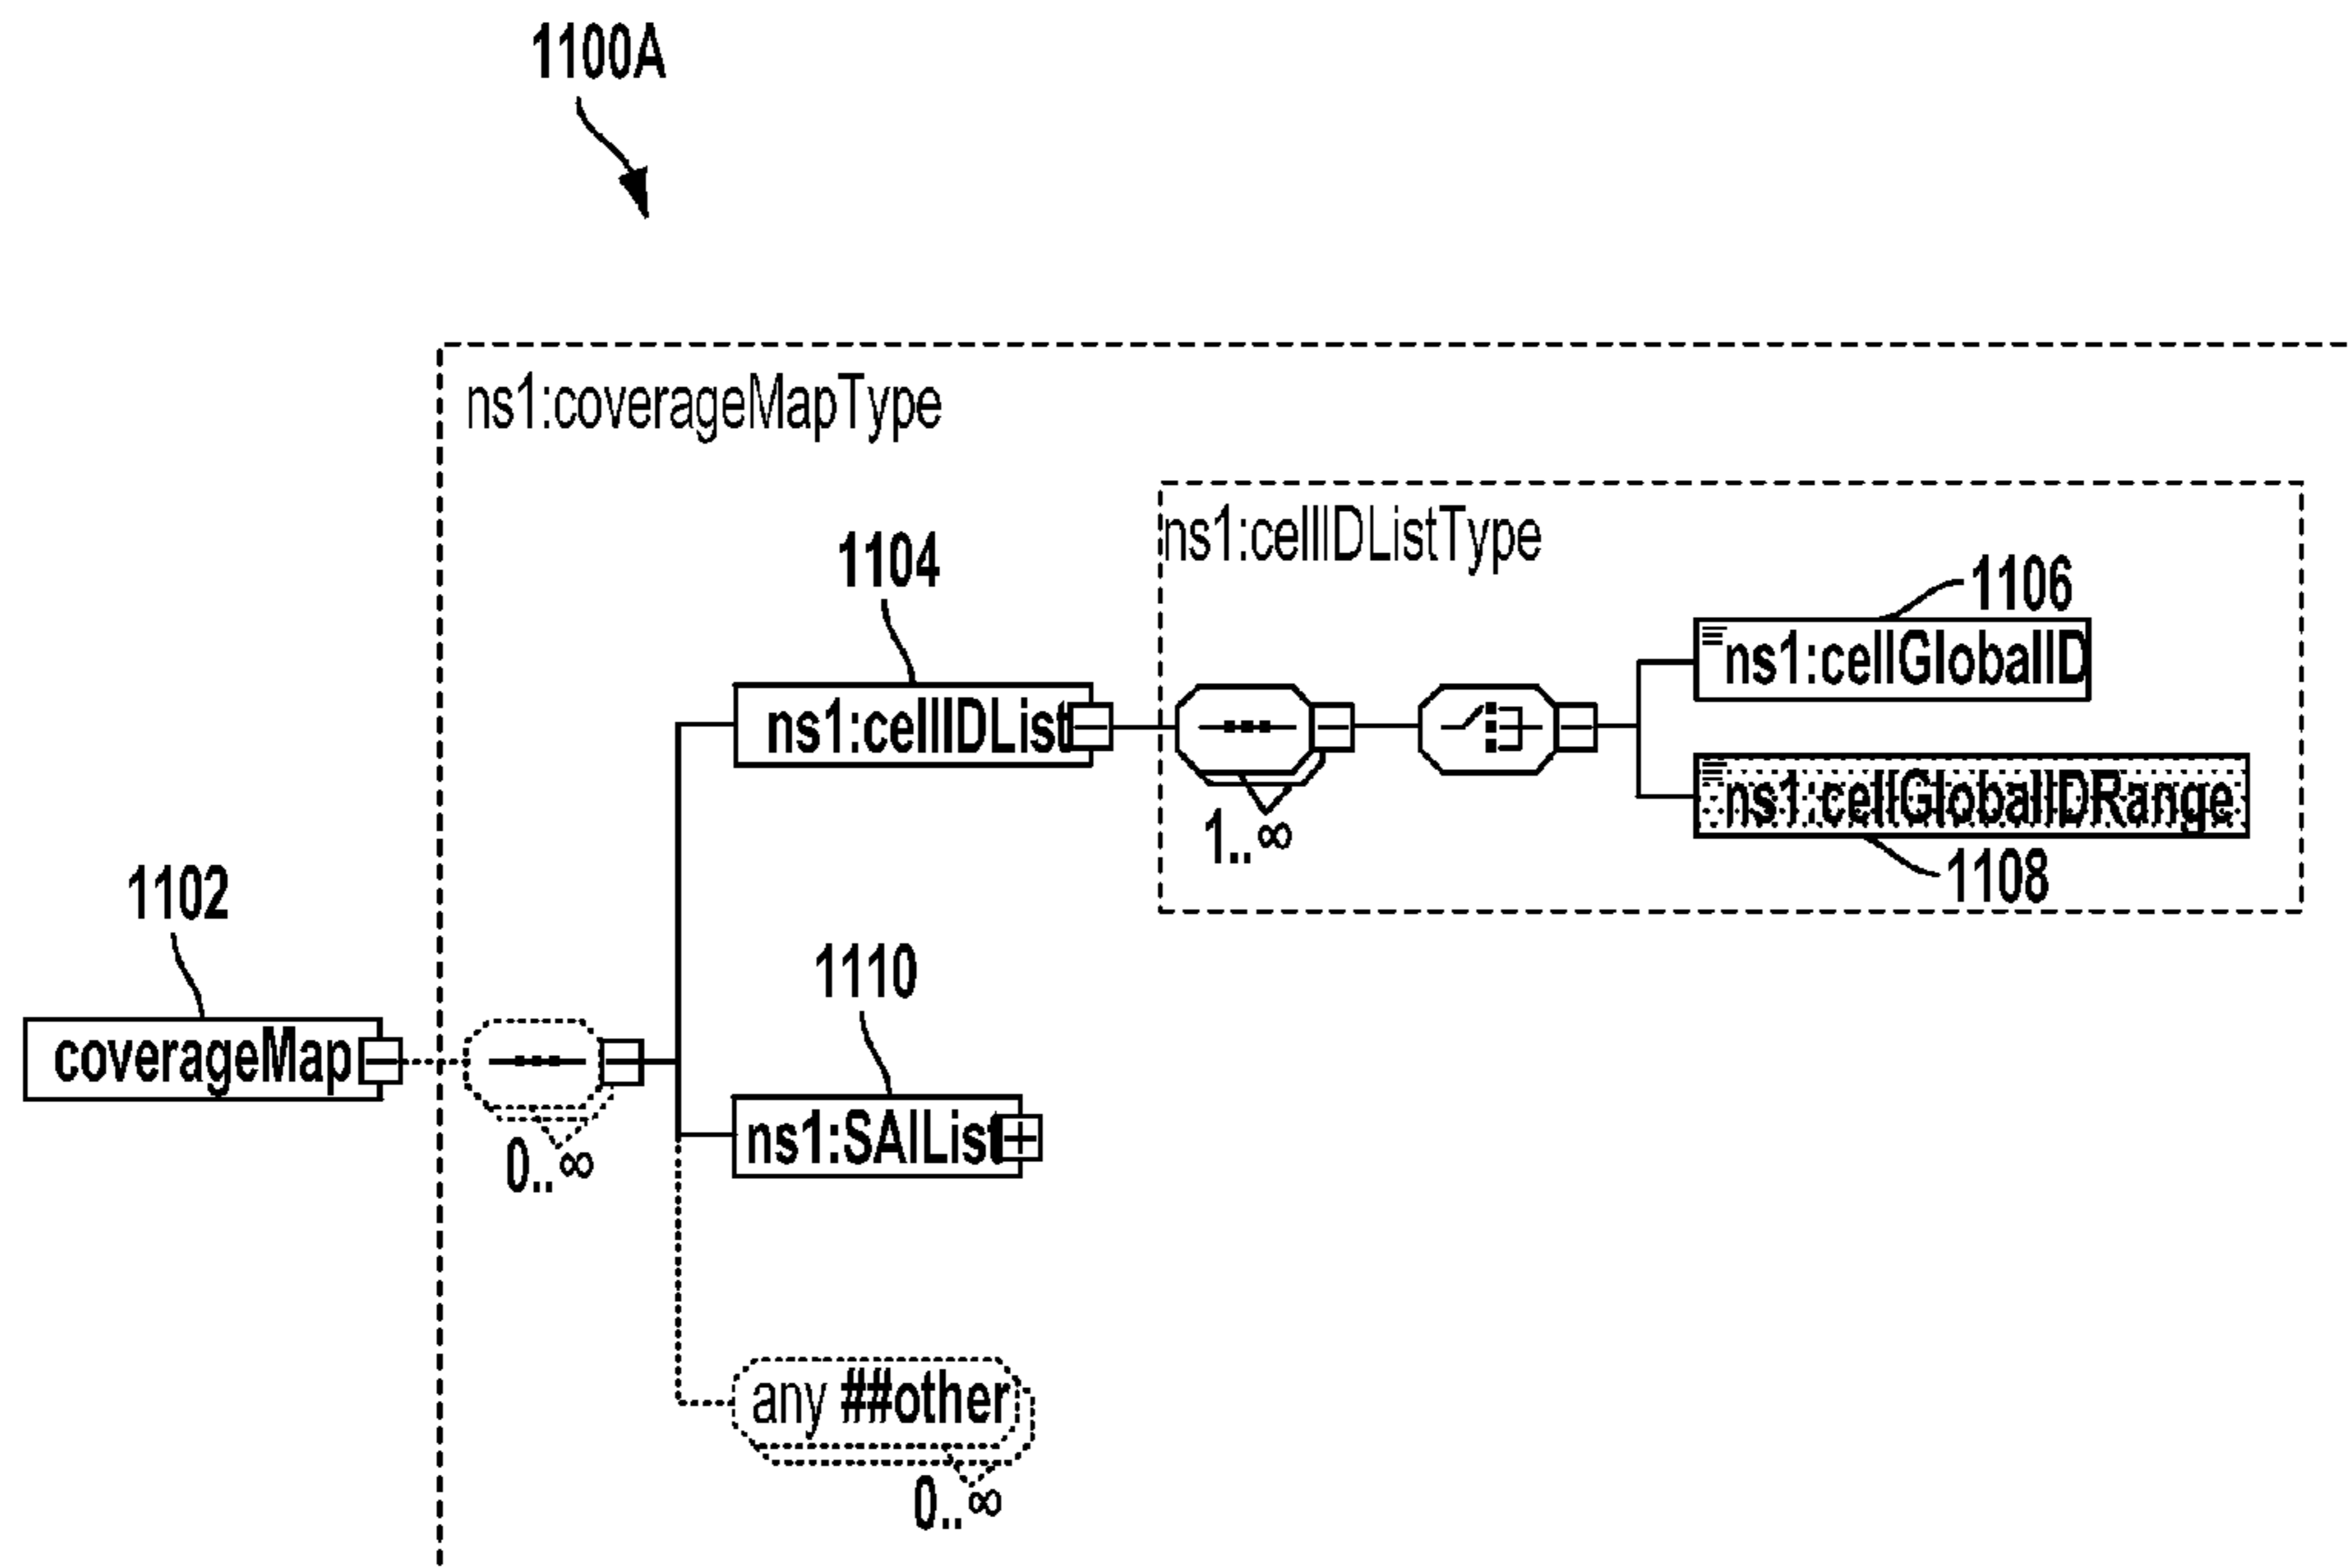 1100A
ns1:coverageMapType
ns1:cellIDListType
1104
1106
ns1:cellGlobalID
ns1:cellIDList
ns1:cellGlobalIDRange
1..∞
1108
1102
1110
coverageMap
ns1:SAIList
0..∞
any ##other
0..∞